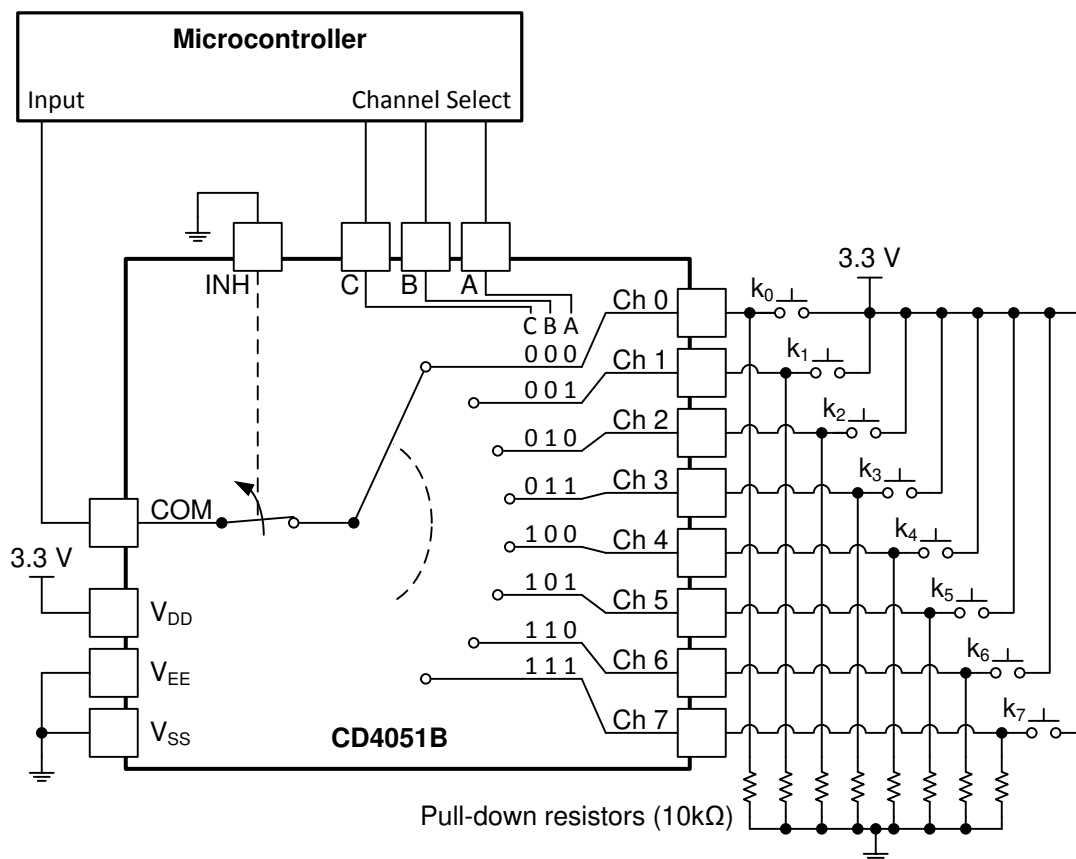 Microcontroller
Input Channel Select
INH C B A
C B A
3.3 V
Ch 0 k0
0 0 0
Ch 1 k1
0 0 1
Ch 2 k2
0 1 0
Ch 3 k3
0 1 1
COM
Ch 4 k4
1 0 0
3.3 V
Ch 5 k5
1 0 1
VDD
Ch 6 k6
1 1 0
VEE
1 1 1
Ch 7 k7
VSS
CD4051B
Pull-down resistors (10kΩ)